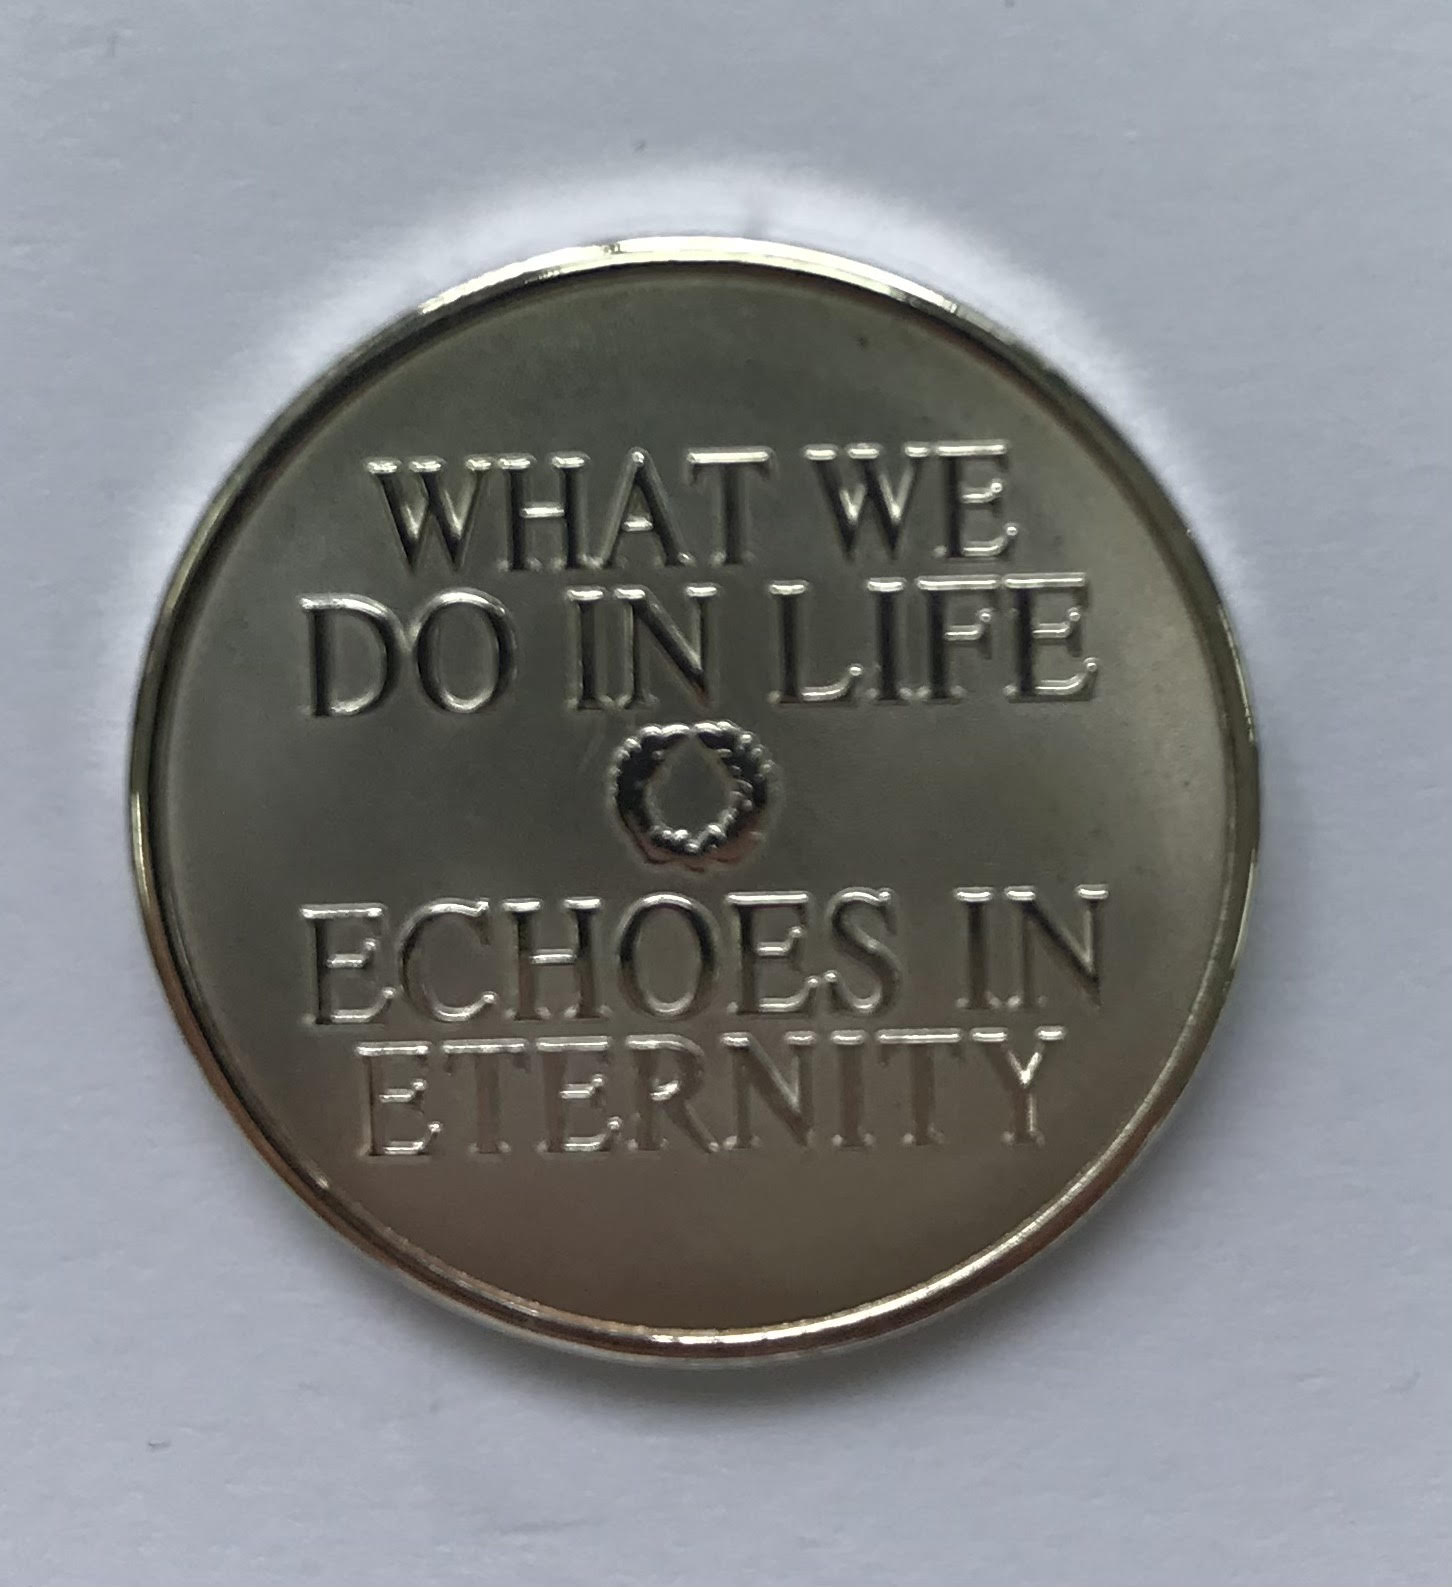 WHAT WE
DO IN LIFE
ECHOES IN
ETERNITY